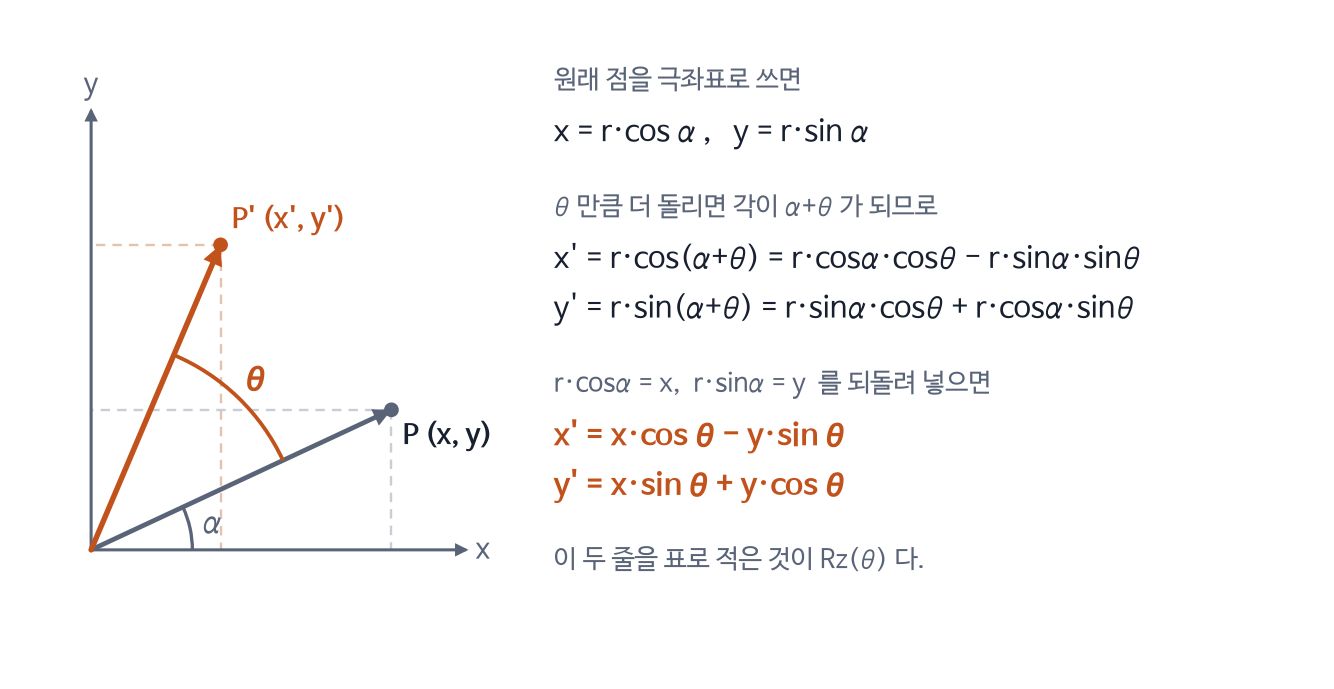 y
P' (x', y')
θ
P (x, y)
α
x
원래 점을 극좌표로 쓰면
x = r·cos α ,   y = r·sin α
θ 만큼 더 돌리면 각이 α+θ 가 되므로
x' = r·cos(α+θ) = r·cosα·cosθ − r·sinα·sinθ
y' = r·sin(α+θ) = r·sinα·cosθ + r·cosα·sinθ
r·cosα = x,  r·sinα = y  를 되돌려 넣으면
x' = x·cos θ − y·sin θ
y' = x·sin θ + y·cos θ
이 두 줄을 표로 적은 것이 Rz(θ) 다.